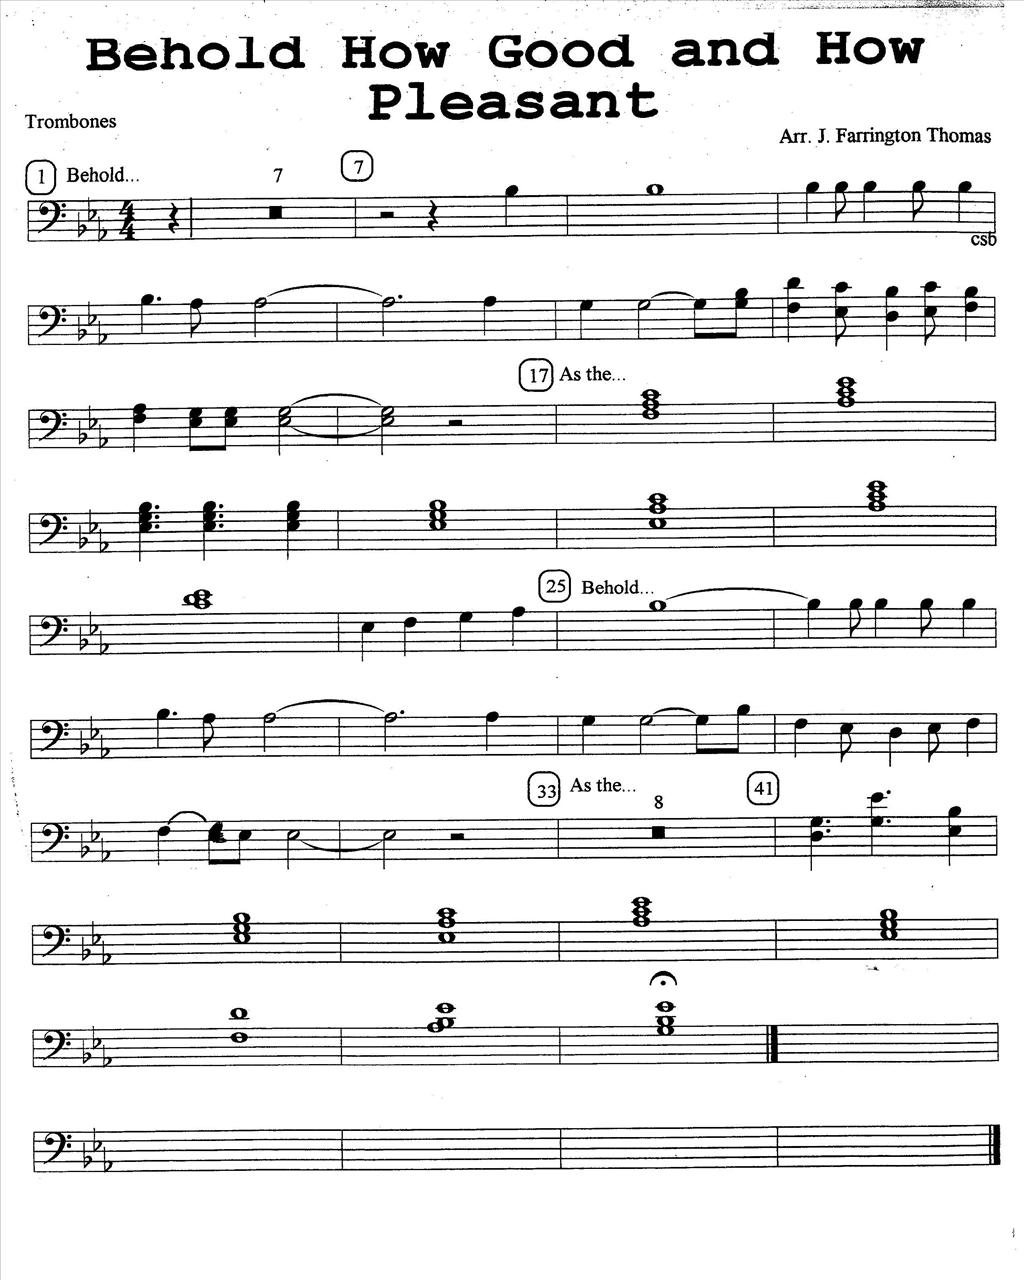 Behold How Good and How
Pleasant
Trombones
Arr. J. Farrington Thomas
1 Behold... 7 7
4
4
csb
17 As the...
25 Behold...
33 As the... 8 41